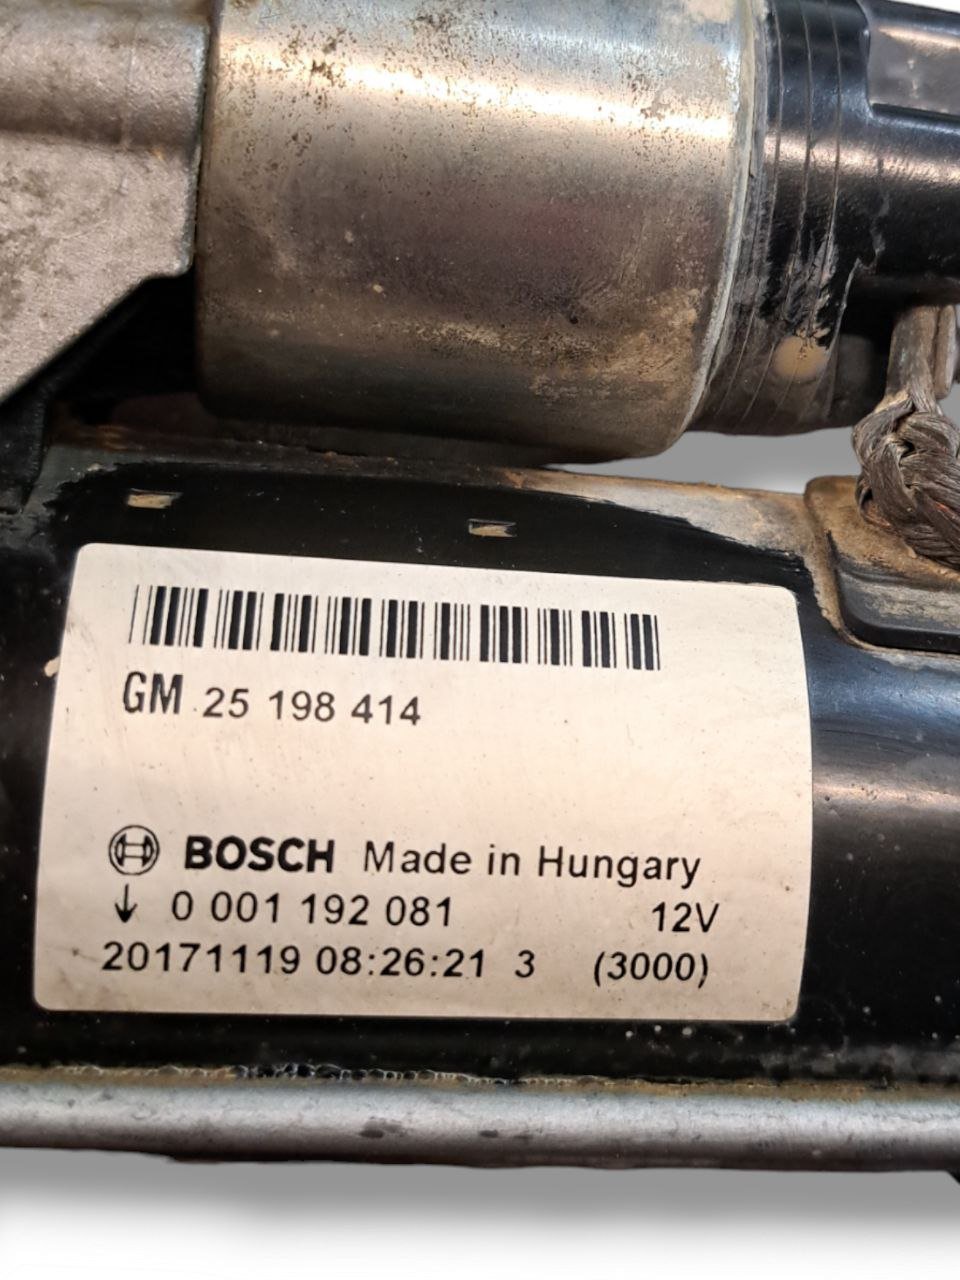 GM 25 198 414
BOSCH Made in Hungary
↓ 0 001 192 081 12V
20171119 08:26:21 3 (3000)